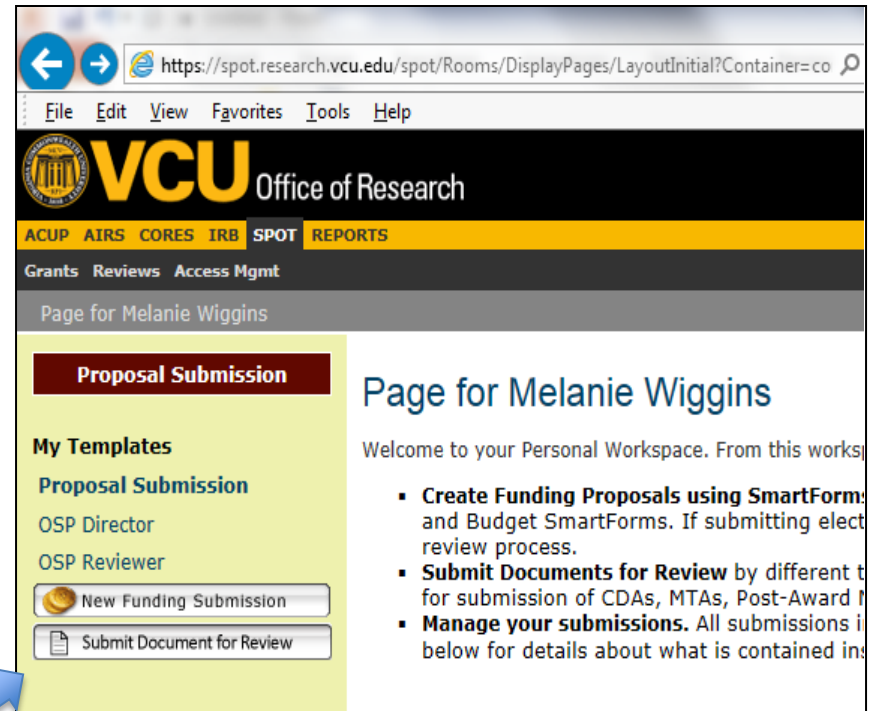 https://spot.research.vcu.edu/spot/Rooms/DisplayPages/LayoutInitial?Container=co
File Edit View Favorites Tools Help
VCU Office of Research
ACUP AIRS CORES IRB SPOT REPORTS
Grants Reviews Access Mgmt
Page for Melanie Wiggins
Proposal Submission
My Templates
Proposal Submission
OSP Director
OSP Reviewer
New Funding Submission
Submit Document for Review
Page for Melanie Wiggins
Welcome to your Personal Workspace. From this
▪ Create Funding Proposals using
and Budget SmartForms. If submitting
review process.
▪ Submit Documents for Review by different
for submission of CDAs, MTAs, Post-Award
▪ Manage your submissions. All submissions
below for details about what is contained